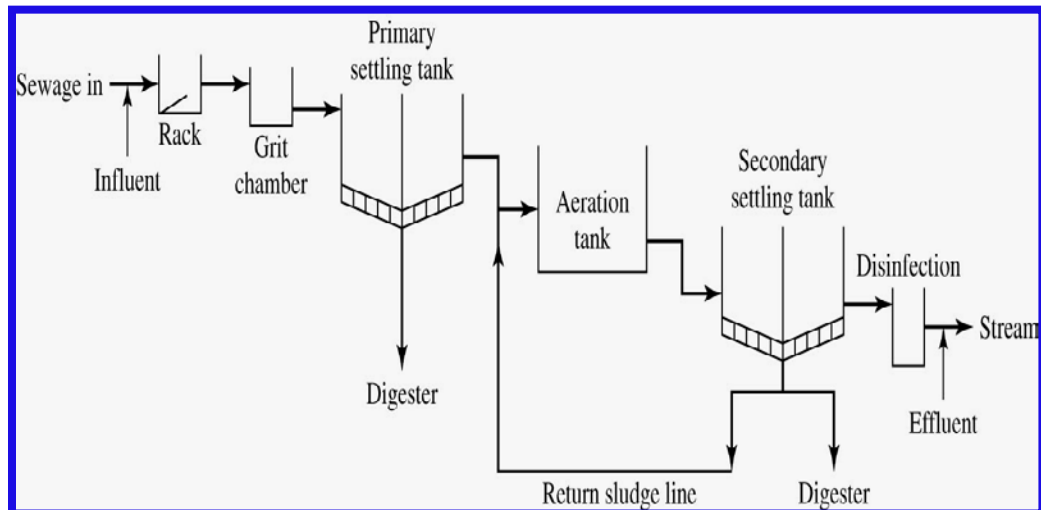 Primary
settling tank
Sewage in
Rack
Grit
chamber
Influent
Aeration
tank
Secondary
settling tank
Disinfection
Stream
Digester
Effluent
Return sludge line
Digester